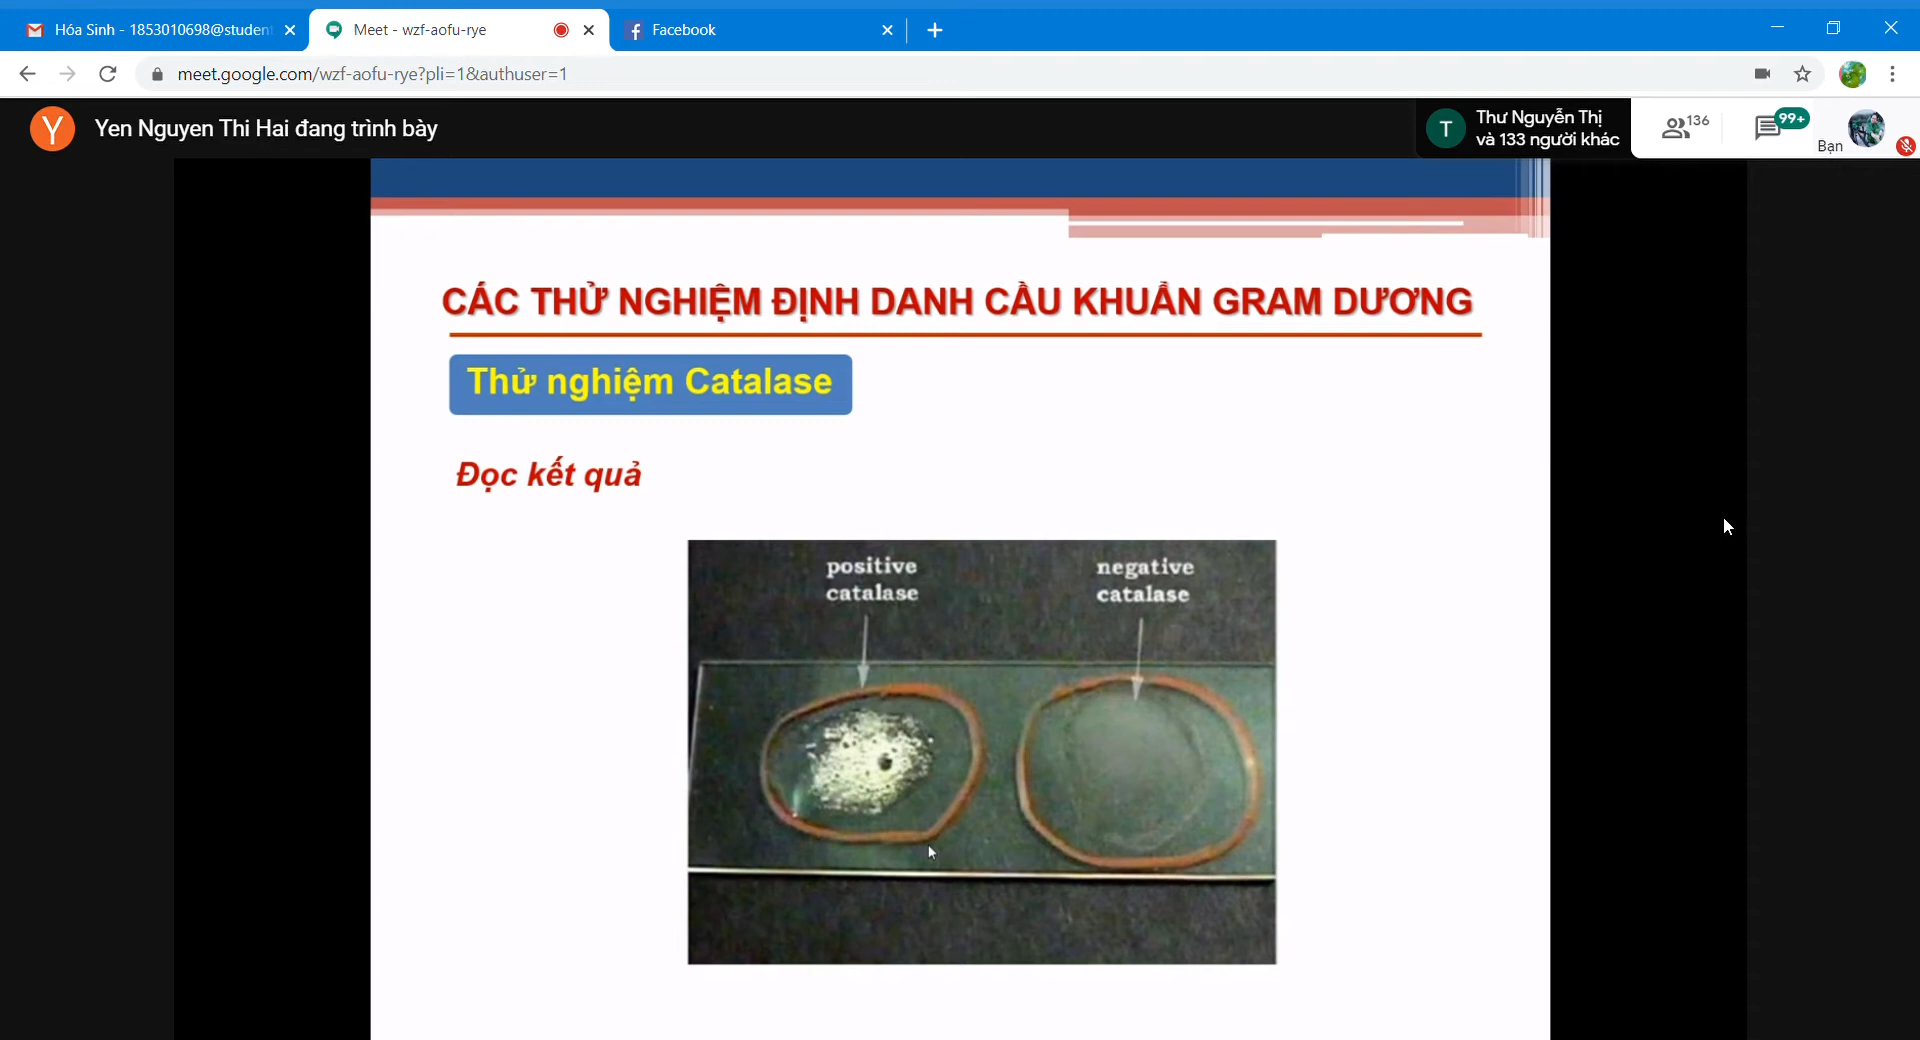 Hóa Sinh - 1853010698@studen
Meet - wzf-aofu-rye
Facebook
meet.google.com/wzf-aofu-rye?pli=1&authuser=1
Y
Yen Nguyen Thi Hai đang trình bày
T
Thư Nguyễn Thị
và 133 người khác
136
99+
Bạn
CÁC THỬ NGHIỆM ĐỊNH DANH CẦU KHUẨN GRAM DƯƠNG
Thử nghiệm Catalase
Đọc kết quả
positive
catalase
negative
catalase